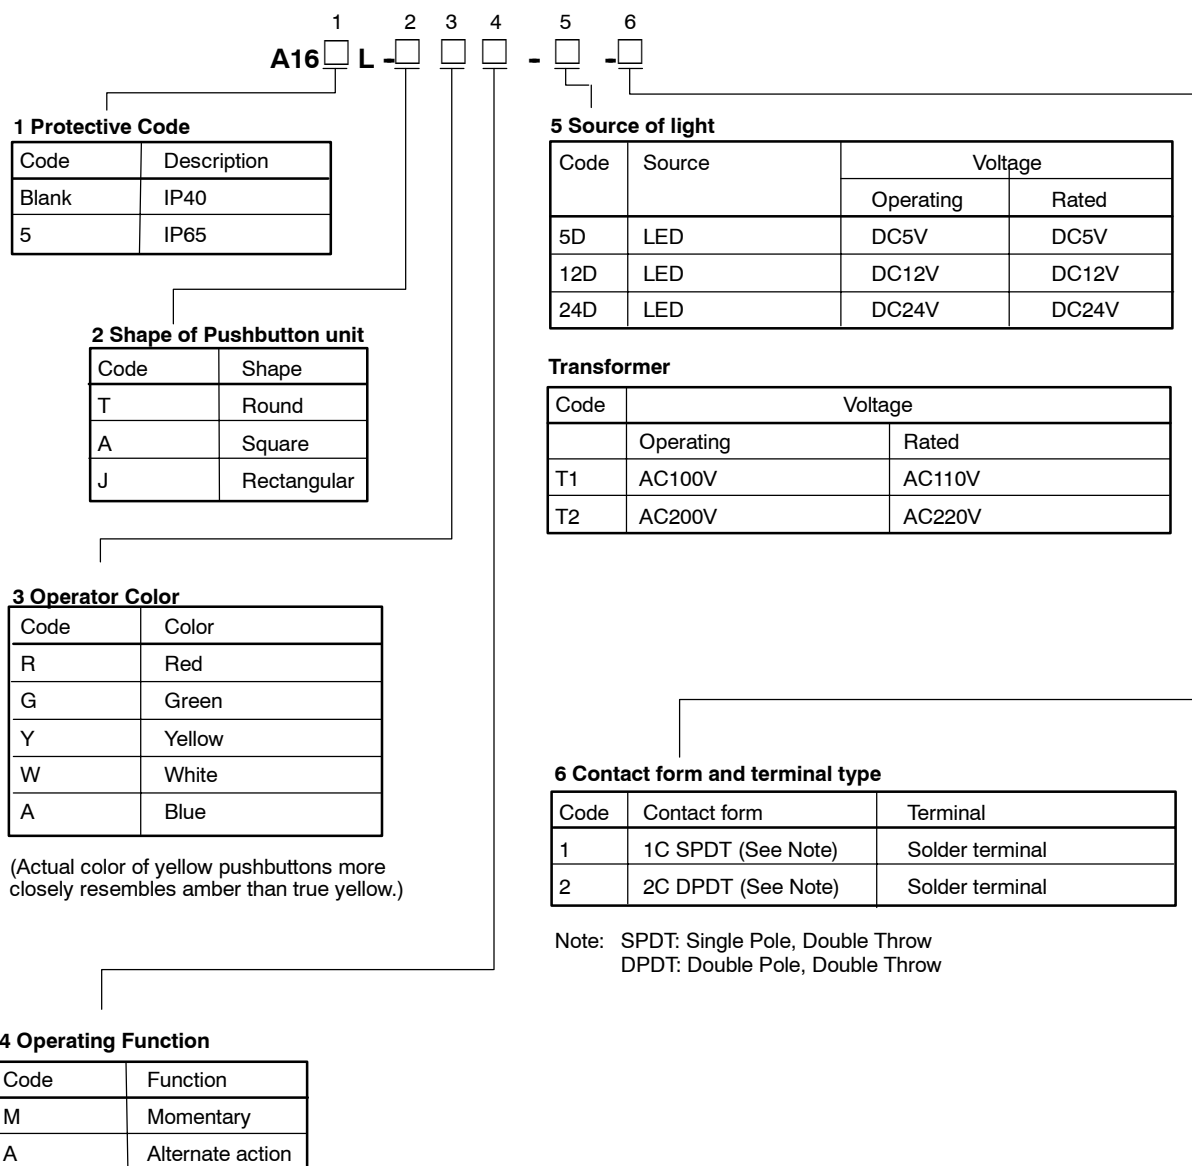 1 2 3 4 5 6
A16□ L -□ □ □ - □ -□
1 Protective Code
Code Description
Blank IP40
5 IP65
2 Shape of Pushbutton unit
Code Shape
T Round
A Square
J Rectangular
3 Operator Color
Code Color
R Red
G Green
Y Yellow
W White
A Blue
(Actual color of yellow pushbuttons more
closely resembles amber than true yellow.)
4 Operating Function
Code Function
M Momentary
A Alternate action
5 Source of light
Code Source Voltage
Operating Rated
5D LED DC5V DC5V
12D LED DC12V DC12V
24D LED DC24V DC24V
Transformer
Code Voltage
Operating Rated
T1 AC100V AC110V
T2 AC200V AC220V
6 Contact form and terminal type
Code Contact form Terminal
1 1C SPDT (See Note) Solder terminal
2 2C DPDT (See Note) Solder terminal
Note: SPDT: Single Pole, Double Throw
DPDT: Double Pole, Double Throw